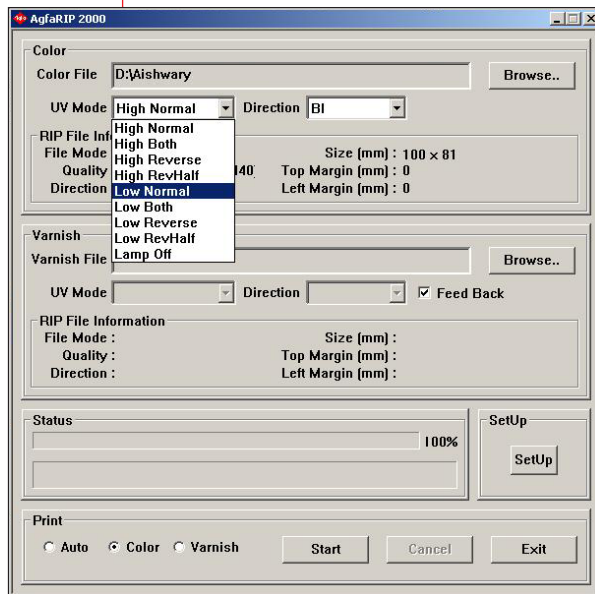 AgfaRIP 2000
Color
Color File D:\Aishwary Browse..
UV Mode High Normal Direction BI
High Normal
High Both
High Reverse
High RevHalf
Low Normal
Low Both
Low Reverse
Low RevHalf
Lamp Off
RIP File Inf
File Mode Size (mm) : 100 x 81
Quality 140 Top Margin (mm) : 0
Direction Left Margin (mm) : 0
Varnish
Varnish File Browse..
UV Mode Direction Feed Back
RIP File Information
File Mode : Size (mm) :
Quality : Top Margin (mm) :
Direction : Left Margin (mm) :
Status
100%
SetUp
SetUp
Print
Auto Color Varnish Start Cancel Exit